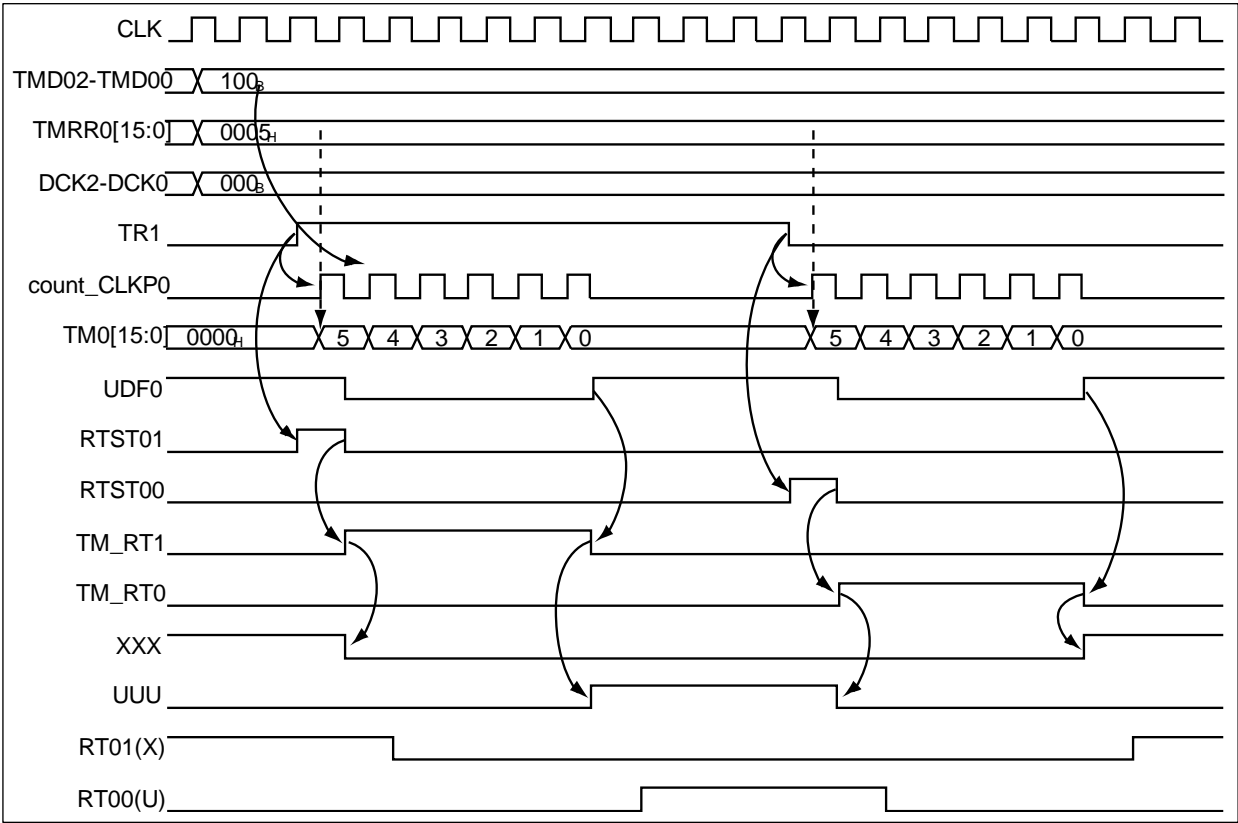 CLK
TMD02-TMD00 100B
TMRR0[15:0] 0005H
DCK2-DCK0 000B
TR1
count_CLKP0
TM0[15:0] 0000H 5 4 3 2 1 0 5 4 3 2 1 0
UDF0
RTST01
RTST00
TM_RT1
TM_RT0
XXX
UUU
RT01(X)
RT00(U)